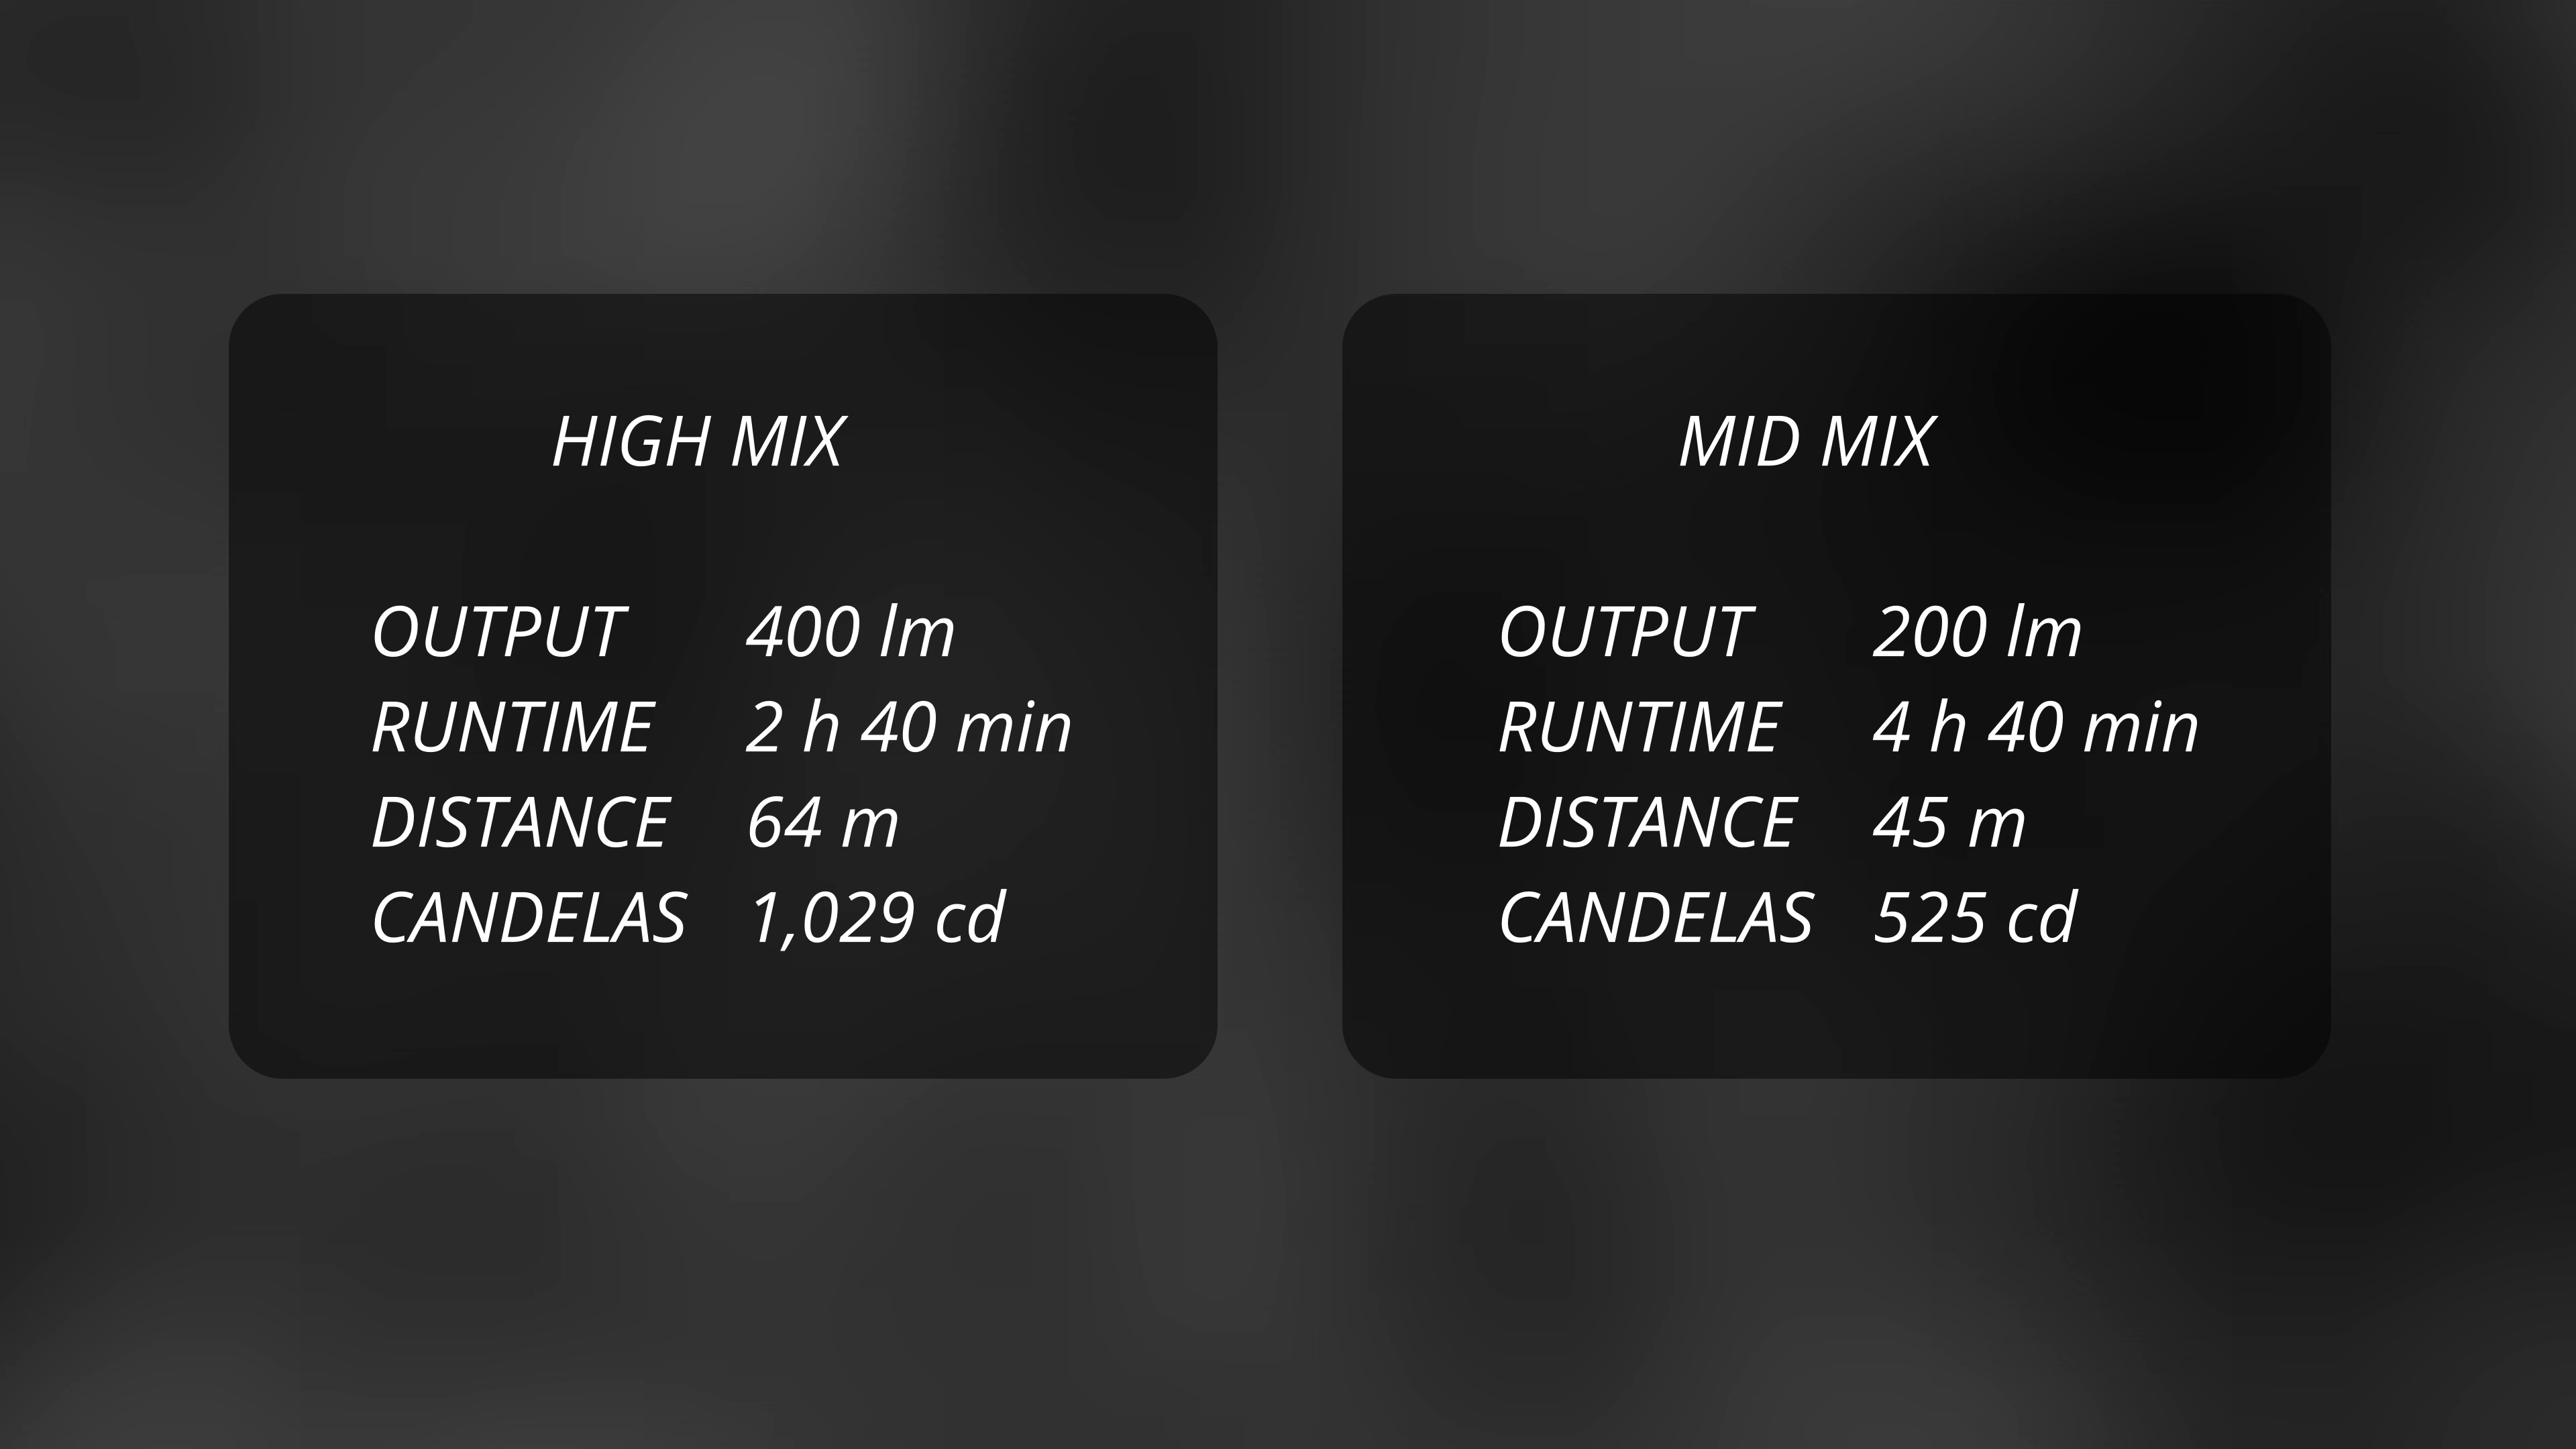 HIGH MIX
OUTPUT 400 lm
RUNTIME 2 h 40 min
DISTANCE 64 m
CANDELAS 1,029 cd
MID MIX
OUTPUT 200 lm
RUNTIME 4 h 40 min
DISTANCE 45 m
CANDELAS 525 cd